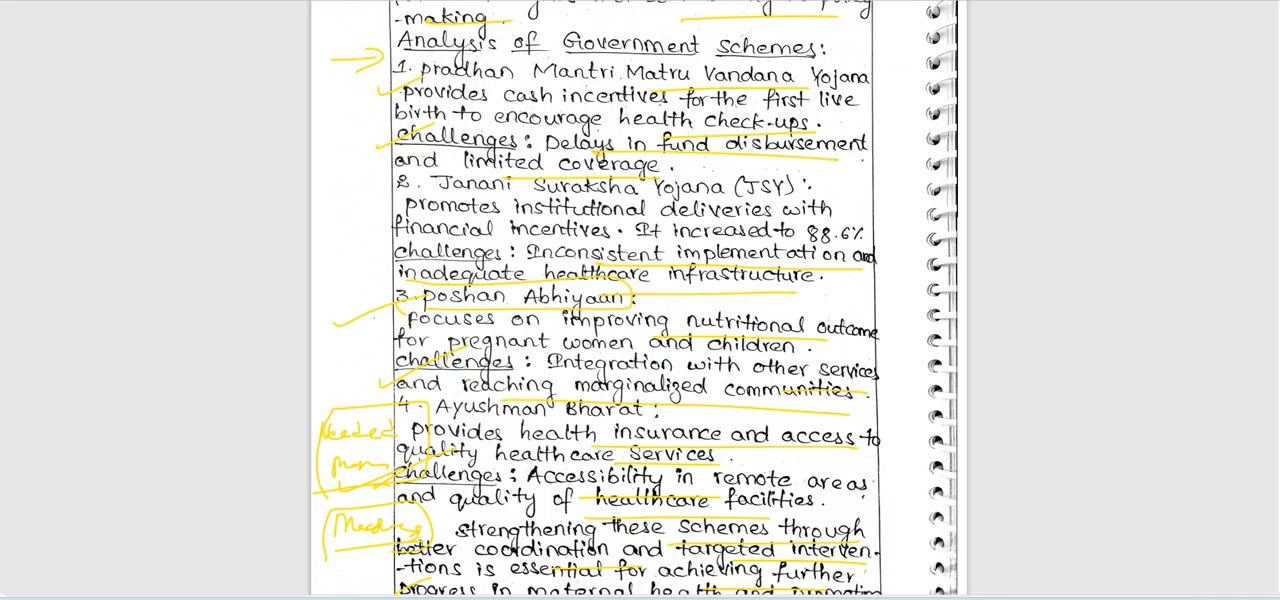 -making.
Analysis of Government schemes:
1. pradhan Mantri Matru Vandana Yojana
provides cash incentives for the first live
birth to encourage health check-ups.
challenges: Delays in fund disbursement
and limited coverage.
2. Janani Suraksha Yojana (JSY):
promotes institutional deliveries with
financial incentives. It increased to 88.6%
challenges: Inconsistent implementation and
inadequate healthcare infrastructure.
3. Poshan Abhiyaan:
focuses on improving nutritional outcome
for pregnant women and children.
challenges: Integration with other services
and reaching marginalized communities.
4. Ayushman Bharat:
Needed
provides health insurance and access to
quality healthcare services.
challenges: Accessibility in remote areas
and quality of healthcare facilities.
strengthening these schemes through
better coordination and targeted interven-
-tions is essential for achieving further
progress in maternal health and